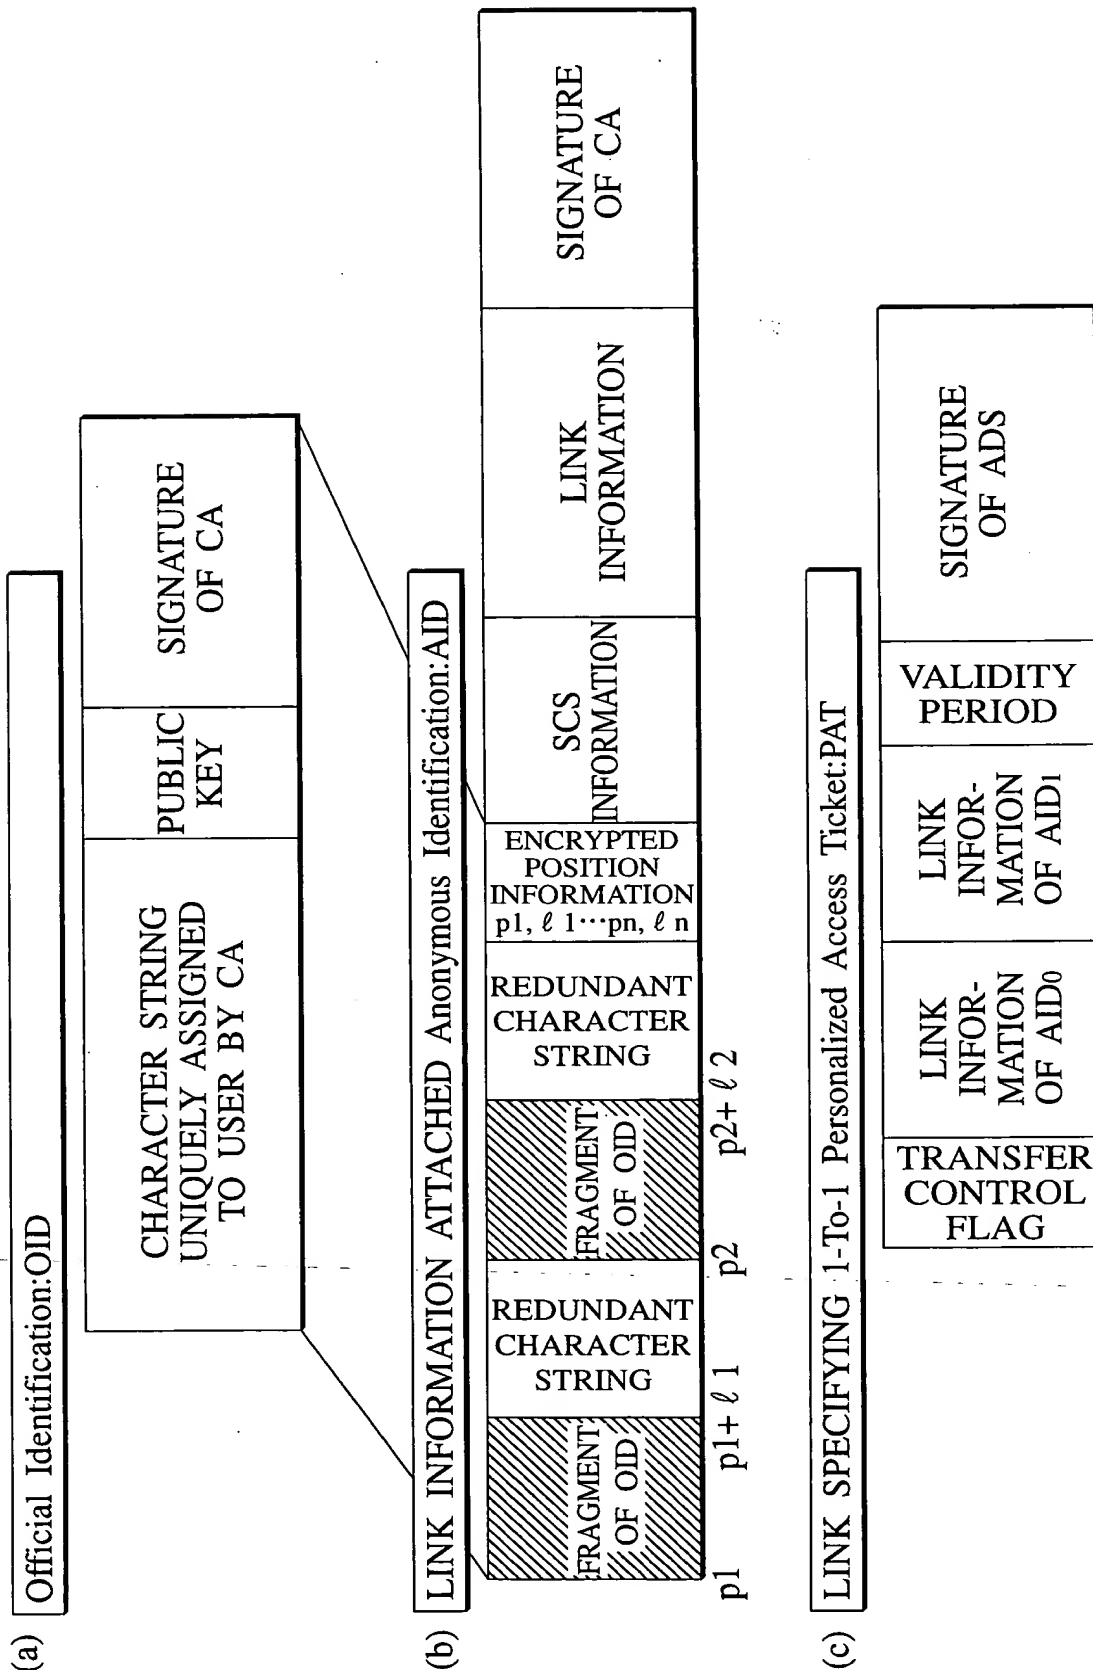 (a)
Official Identification:OID
CHARACTER STRING
UNIQUELY ASSIGNED
TO USER BY CA
PUBLIC
KEY
SIGNATURE
OF CA
(b)
LINK INFORMATION ATTACHED Anonymous Identification:AID
FRAGMENT
OF OID
REDUNDANT
CHARACTER
STRING
FRAGMENT
OF OID
REDUNDANT
CHARACTER
STRING
ENCRYPTED
POSITION
INFORMATION
p1, ℓ 1···pn, ℓ n
SCS
INFORMATION
LINK
INFORMATION
SIGNATURE
OF CA
p1
p1+ ℓ 1
p2
p2+ ℓ 2
(c)
LINK SPECIFYING 1-To-1 Personalized Access Ticket:PAT
TRANSFER
CONTROL
FLAG
LINK
INFOR-
MATION
OF AID0
LINK
INFOR-
MATION
OF AID1
VALIDITY
PERIOD
SIGNATURE
OF ADS